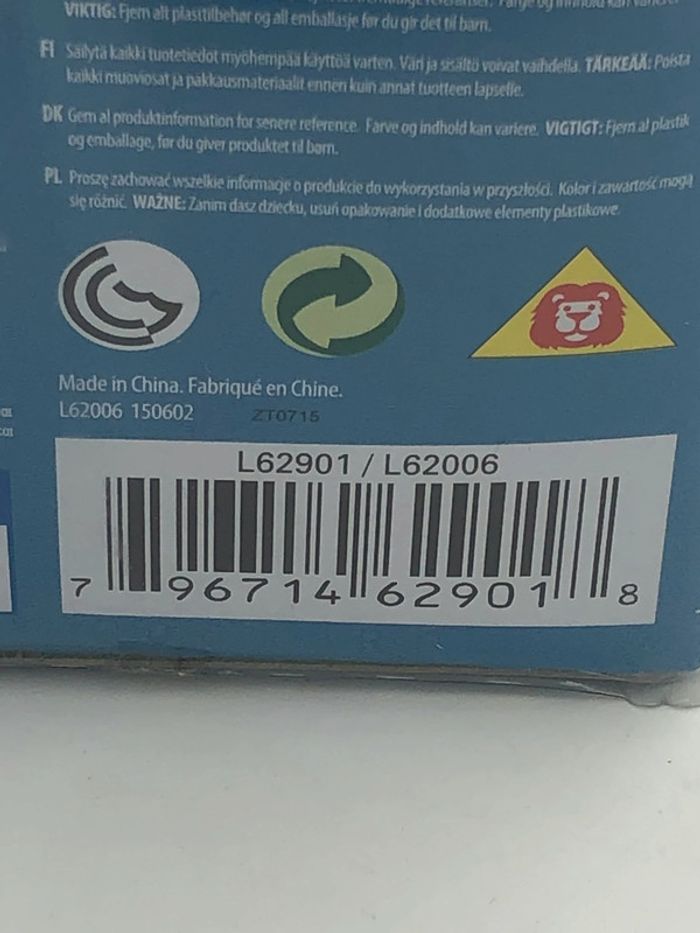 VIKTIG: Fjern alt plasttilbehør og all emballasje før du gir det til barn.
FI Säilytä kaikki tuotetiedot myöhempää käyttöä varten. Väri ja sisältö voivat vaihdella. TÄRKEÄÄ: Poista
kaikki muoviosat ja pakkausmateriaalit ennen kuin annat tuotteen lapselle.
DK Gem al produktinformation for senere reference. Farve og indhold kan variere. VIGTIGT: Fjern al plastik
og emballage, før du giver produktet til børn.
PL Proszę zachować wszelkie informacje o produkcie do wykorzystania w przyszłości. Kolor i zawartość mogą
się różnić. WAŻNE: Zanim dasz dziecku, usuń opakowanie i dodatkowe elementy plastikowe.
Made in China. Fabriqué en Chine.
L62006 150602 ZT0715
L62901 / L62006
7 96714 62901 8